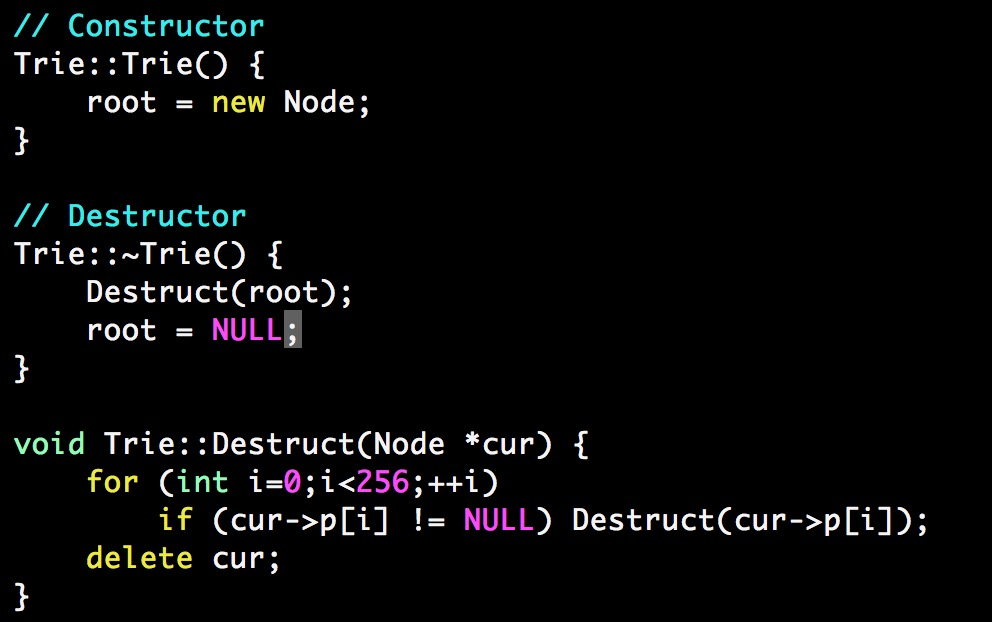 // Constructor
Trie::Trie() {
    root = new Node;
}

// Destructor
Trie::~Trie() {
    Destruct(root);
    root = NULL;
}

void Trie::Destruct(Node *cur) {
    for (int i=0;i<256;++i)
        if (cur->p[i] != NULL) Destruct(cur->p[i]);
    delete cur;
}